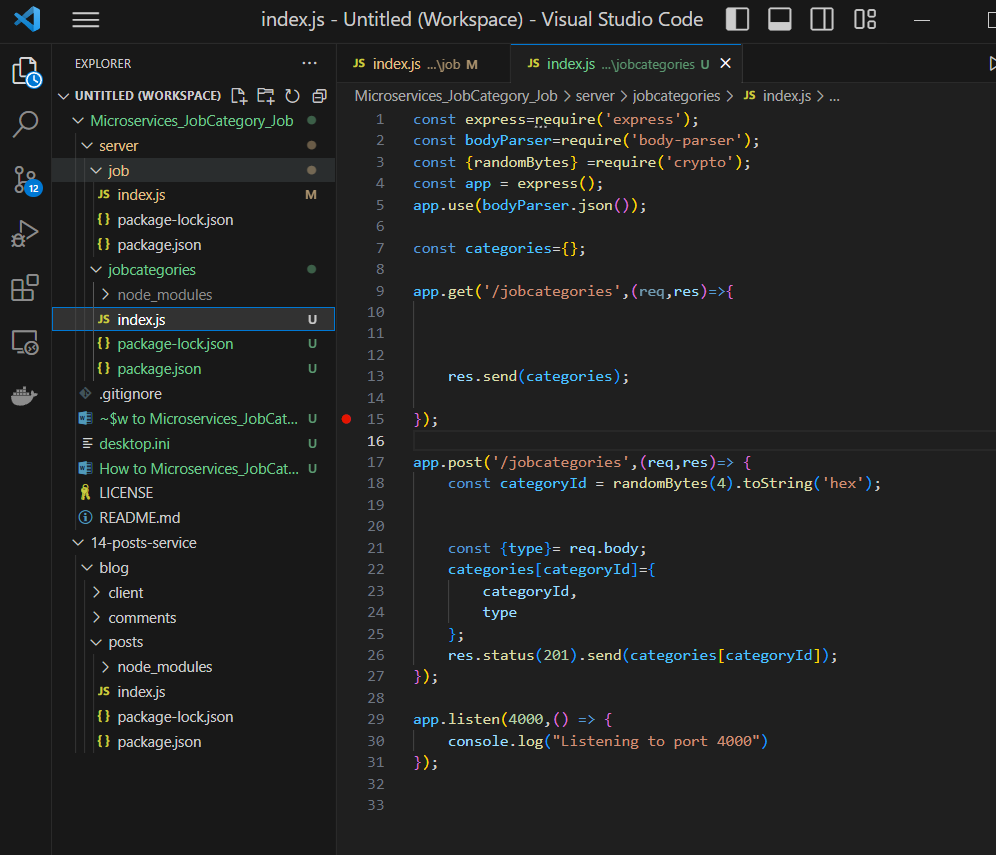 index.js - Untitled (Workspace) - Visual Studio Code
EXPLORER
UNTITLED (WORKSPACE)
Microservices_JobCategory_Job
server
job
JS index.js M
{} package-lock.json
{} package.json
jobcategories
node_modules
JS index.js U
{} package-lock.json U
{} package.json U
.gitignore
~$w to Microservices_JobCat... U
desktop.ini U
How to Microservices_JobCat... U
LICENSE
README.md
14-posts-service
blog
client
comments
posts
node_modules
JS index.js
{} package-lock.json
{} package.json
12
JS index.js ...\job M
JS index.js ...\jobcategories U
Microservices_JobCategory_Job > server > jobcategories > JS index.js > ...
1 const express=require('express');
2 const bodyParser=require('body-parser');
3 const {randomBytes} =require('crypto');
4 const app = express();
5 app.use(bodyParser.json());
6
7 const categories={};
8
9 app.get('/jobcategories',(req,res)=>{
10
11
12
13 res.send(categories);
14
15 });
16
17 app.post('/jobcategories',(req,res)=> {
18 const categoryId = randomBytes(4).toString('hex');
19
20
21 const {type}= req.body;
22 categories[categoryId]={
23 categoryId,
24 type
25 };
26 res.status(201).send(categories[categoryId]);
27 });
28
29 app.listen(4000,() => {
30 console.log("Listening to port 4000")
31 });
32
33